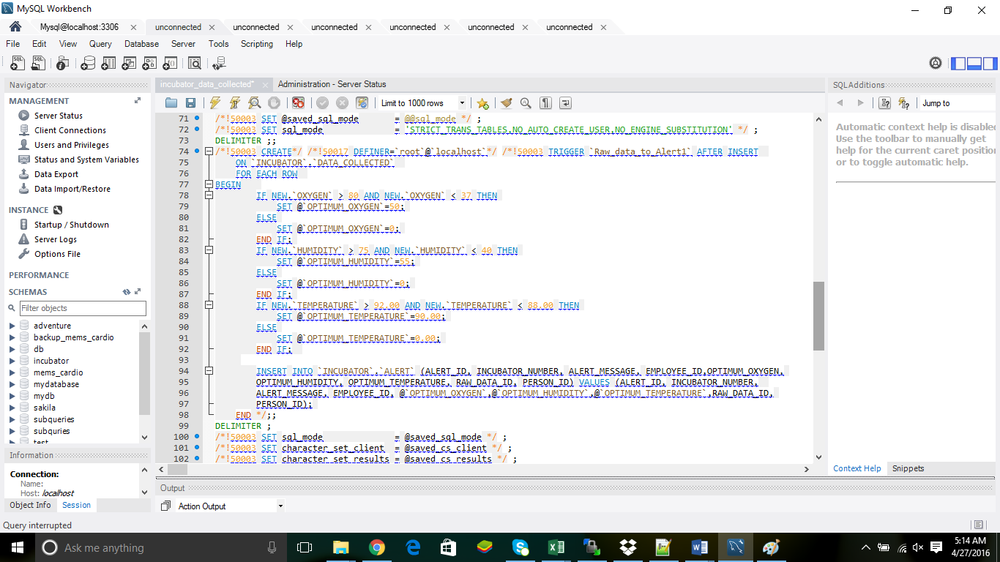 MySQL Workbench
Mysql@localhost:3306
unconnected
unconnected
unconnected
unconnected
unconnected
unconnected
File Edit View Query Database Server Tools Scripting Help
Navigator
MANAGEMENT
Server Status
Client Connections
Users and Privileges
Status and System Variables
Data Export
Data Import/Restore
INSTANCE
Startup / Shutdown
Server Logs
Options File
PERFORMANCE
SCHEMAS
Filter objects
adventure
backup_mems_cardio
db
incubator
mems_cardio
mydatabase
mydb
sakila
subqueries
subquries
test
Information
Connection:
Name:
Host: localhost
Object Info Session
Query interrupted
incubator_data_collected*
Administration - Server Status
Limit to 1000 rows
71 /*!50003 SET @saved_sql_mode = @@sql_mode */ ;
72 /*!50003 SET sql_mode = 'STRICT_TRANS_TABLES,NO_AUTO_CREATE_USER,NO_ENGINE_SUBSTITUTION' */ ;
73 DELIMITER ;;
74 /*!50003 CREATE*/ /*!50017 DEFINER=`root`@`localhost`*/ /*!50003 TRIGGER `Raw_data_to_Alert1` AFTER INSERT
75 ON `INCUBATOR`.`DATA_COLLECTED`
76 FOR EACH ROW
77 BEGIN
78 IF NEW.`OXYGEN` > 80 AND NEW.`OXYGEN` < 37 THEN
79 SET @`OPTIMUM_OXYGEN`=50;
80 ELSE
81 SET @`OPTIMUM_OXYGEN`=0;
82 END IF;
83 IF NEW.`HUMIDITY` > 75 AND NEW.`HUMIDITY` < 40 THEN
84 SET @`OPTIMUM_HUMIDITY`=55;
85 ELSE
86 SET @`OPTIMUM_HUMIDITY`=0;
87 END IF;
88 IF NEW.`TEMPERATURE` > 92.00 AND NEW.`TEMPERATURE` < 88.00 THEN
89 SET @`OPTIMUM_TEMPERATURE`=90.00;
90 ELSE
91 SET @`OPTIMUM_TEMPERATURE`=0.00;
92 END IF;
93
94 INSERT INTO `INCUBATOR`.`ALERT` (ALERT_ID, INCUBATOR_NUMBER, ALERT_MESSAGE, EMPLOYEE_ID,OPTIMUM_OXYGEN,
95 OPTIMUM_HUMIDITY, OPTIMUM_TEMPERATURE, RAW_DATA_ID, PERSON_ID) VALUES (ALERT_ID, INCUBATOR_NUMBER,
96 ALERT_MESSAGE, EMPLOYEE_ID, @`OPTIMUM_OXYGEN`,@`OPTIMUM_HUMIDITY`,@`OPTIMUM_TEMPERATURE`,RAW_DATA_ID,
97 PERSON_ID);
98 END */;;
99 DELIMITER ;
100 /*!50003 SET sql_mode = @saved_sql_mode */ ;
101 /*!50003 SET character_set_client = @saved_cs_client */ ;
102 /*!50003 SET character_set_results = @saved_cs_results */ ;
Output
Action Output
SQLAdditions
Jump to
Automatic context help is disabled
Use the toolbar to manually get
help for the current caret position
or to toggle automatic help.
Context Help Snippets
Ask me anything
5:14 AM
4/27/2016